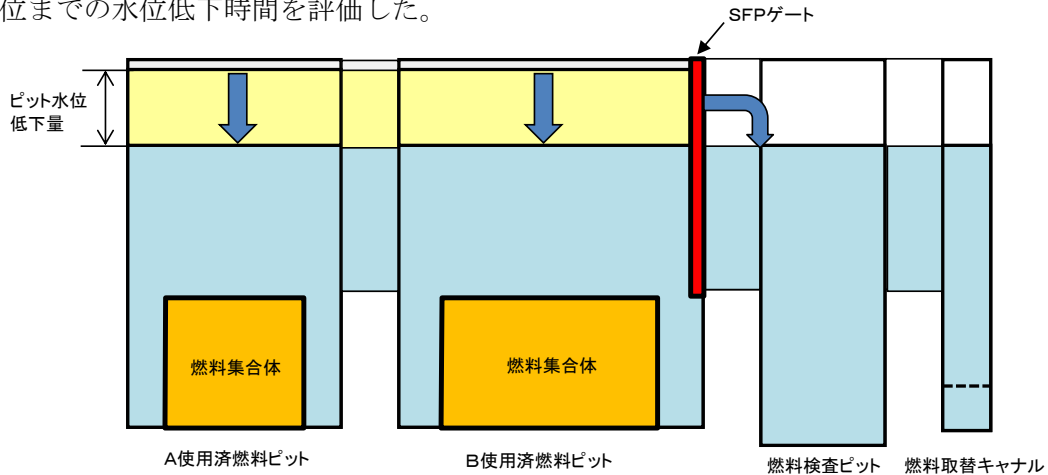 位までの水位低下時間を評価した。
SFPゲート
ピット水位
低下量
燃料集合体
燃料集合体
A使用済燃料ピット
B使用済燃料ピット
燃料検査ピット
燃料取替キャナル